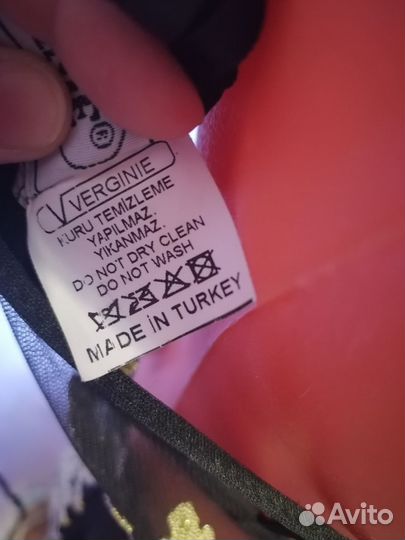 VERGINIE
KURU TEMİZLEME
YAPILMAZ.
YIKANMAZ.
DO NOT DRY CLEAN
DO NOT WASH
MADE İN TURKEY
Avito